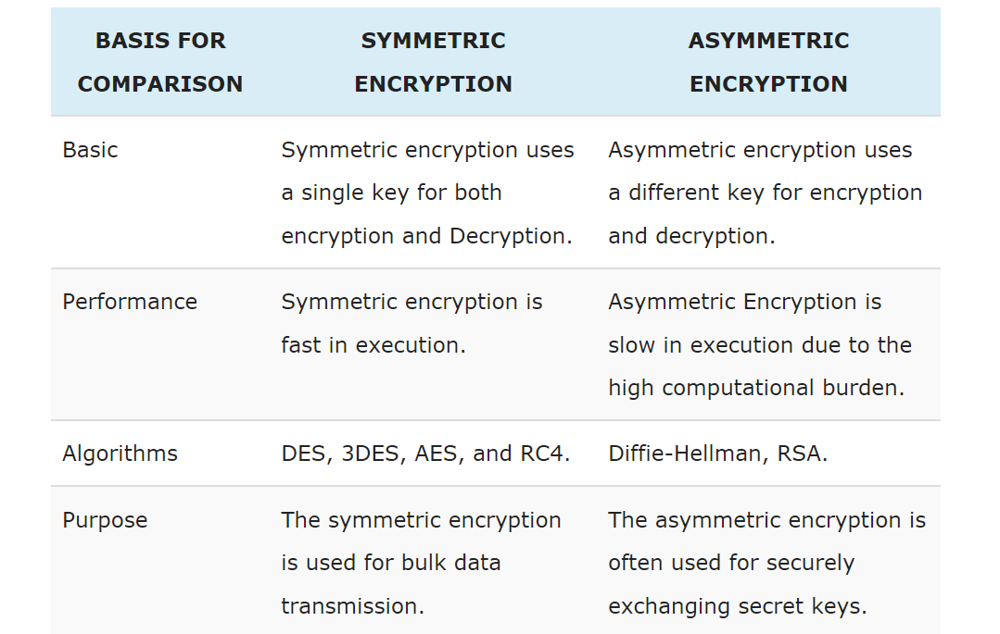 BASIS FOR COMPARISON
SYMMETRIC ENCRYPTION
ASYMMETRIC ENCRYPTION
Basic
Symmetric encryption uses
a single key for both
encryption and Decryption.
Asymmetric encryption uses
a different key for encryption
and decryption.
Performance
Symmetric encryption is
fast in execution.
Asymmetric Encryption is
slow in execution due to the
high computational burden.
Algorithms
DES, 3DES, AES, and RC4.
Diffie-Hellman, RSA.
Purpose
The symmetric encryption
is used for bulk data
transmission.
The asymmetric encryption is
often used for securely
exchanging secret keys.